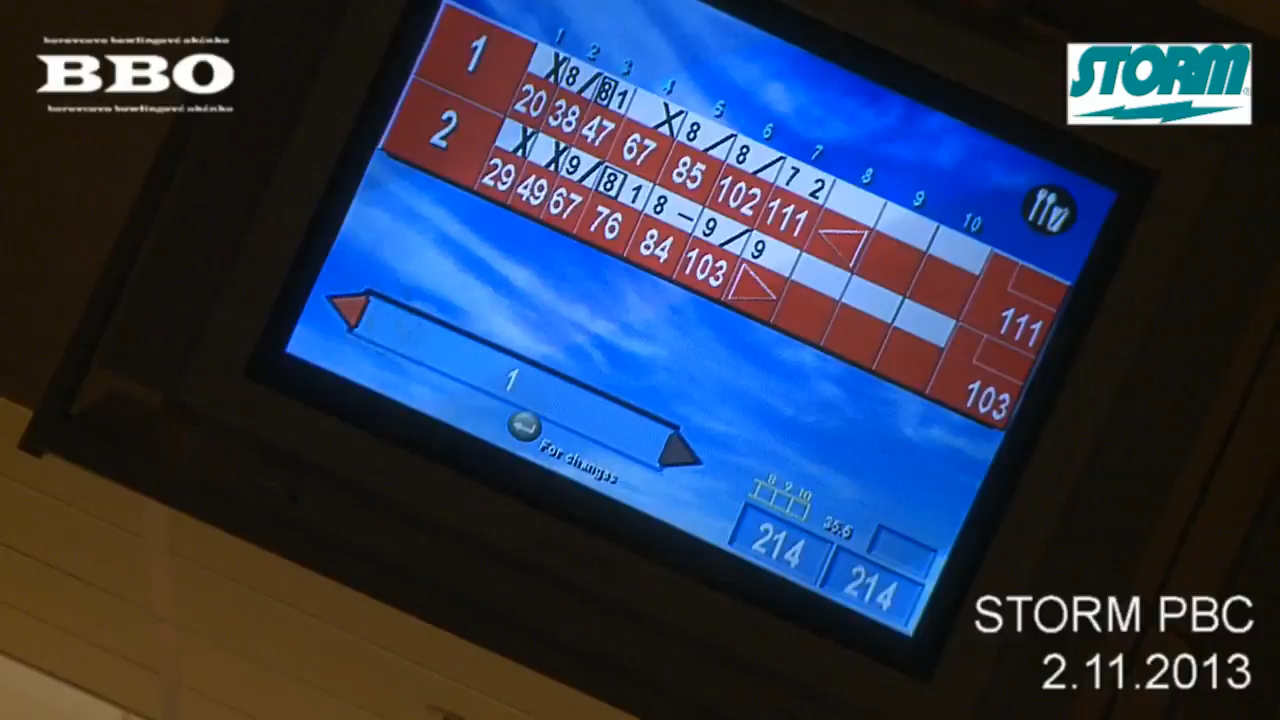 BBO
STORM
1 2 3 4 5 6 7 8 9 10
1 X 8 / 8 1 X 8 / 8 / 7 2
20 38 47 67 85 102 111 111
2 X X 9 / 8 1 8 - 9 / 9
29 49 67 76 84 103 103
1
For changes
8 9 10
35.6
214 214
STORM PBC
2.11.2013